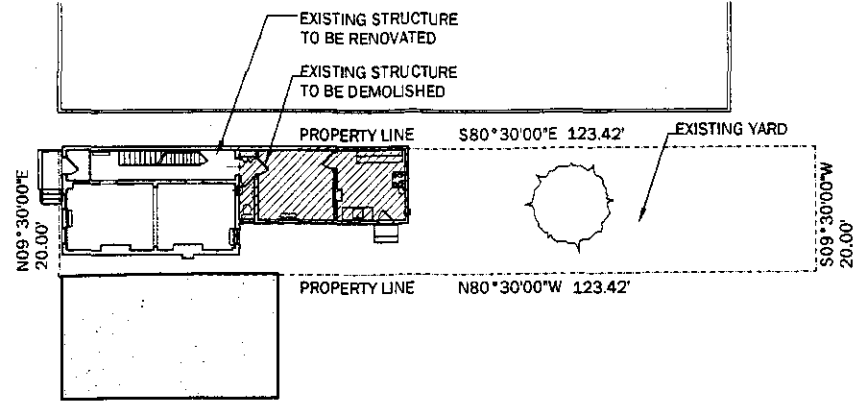 EXISTING STRUCTURE
TO BE RENOVATED
EXISTING STRUCTURE
TO BE DEMOLISHED
PROPERTY LINE S80°30'00"E 123.42'
EXISTING YARD
N09°30'00"E
20.00'
S09°30'00"W
20.00'
PROPERTY LINE N80°30'00"W 123.42'